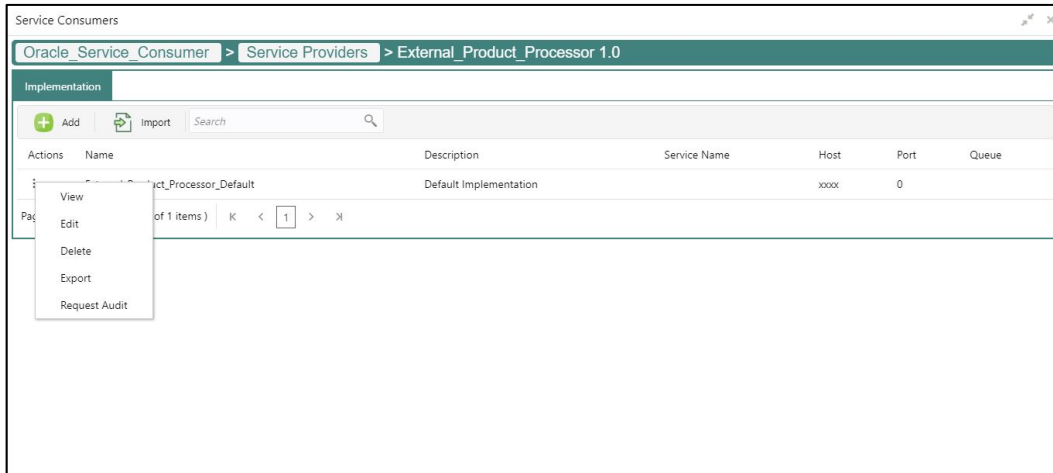 Service Consumers
Oracle_Service_Consumer > Service Providers > External_Product_Processor 1.0
Implementation
Add Import Search
Actions Name Description Service Name Host Port Queue
uct_Processor_Default Default Implementation xxxx 0
of 1 items ) K < 1 > X
View
Edit
Delete
Export
Request Audit